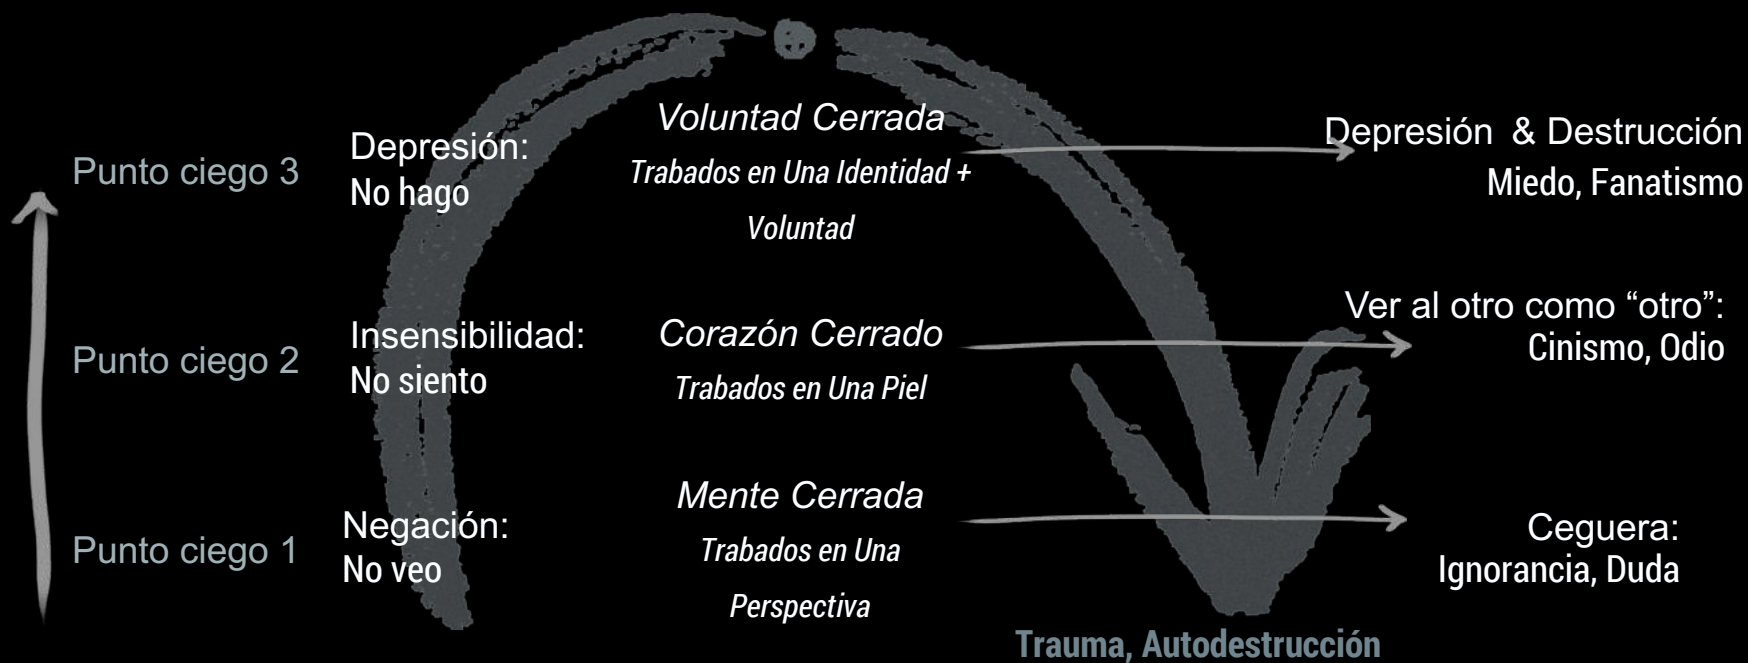 Punto ciego 3
Depresión:
No hago
Voluntad Cerrada
Trabados en Una Identidad +
Voluntad
Depresión & Destrucción
Miedo, Fanatismo
Punto ciego 2
Insensibilidad:
No siento
Corazón Cerrado
Trabados en Una Piel
Ver al otro como “otro”:
Cinismo, Odio
Punto ciego 1
Negación:
No veo
Mente Cerrada
Trabados en Una
Perspectiva
Ceguera:
Ignorancia, Duda
Trauma, Autodestrucción